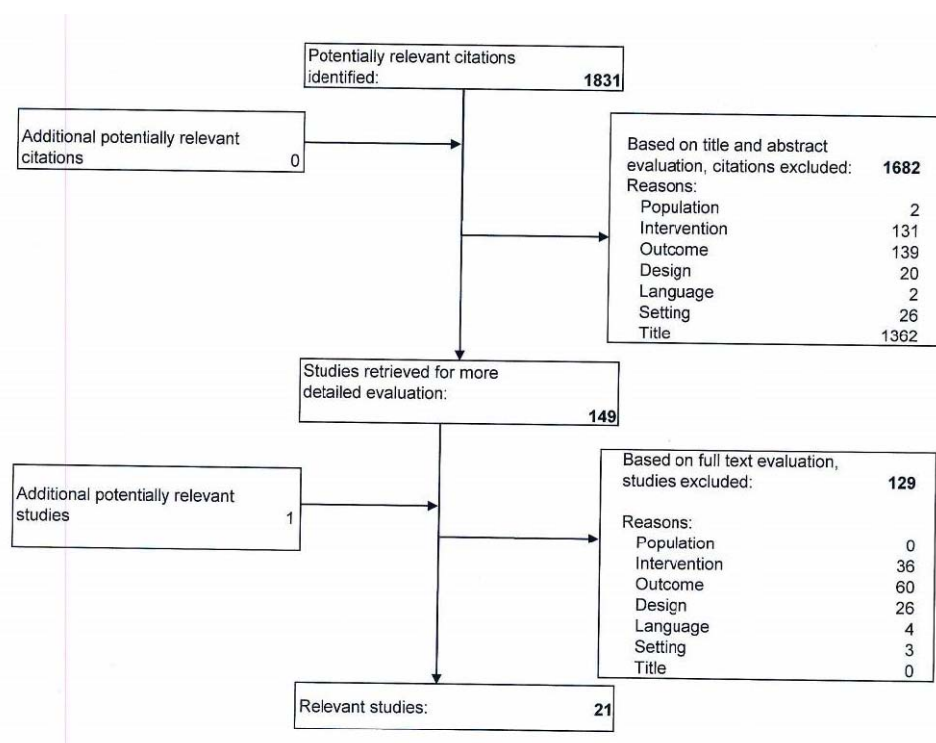 Potentially relevant citations
identified: 1831
Additional potentially relevant
citations 0
Based on title and abstract
evaluation, citations excluded: 1682
Reasons:
Population 2
Intervention 131
Outcome 139
Design 20
Language 2
Setting 26
Title 1362
Studies retrieved for more
detailed evaluation:
149
Additional potentially relevant
studies 1
Based on full text evaluation,
studies excluded: 129
Reasons:
Population 0
Intervention 36
Outcome 60
Design 26
Language 4
Setting 3
Title 0
Relevant studies: 21